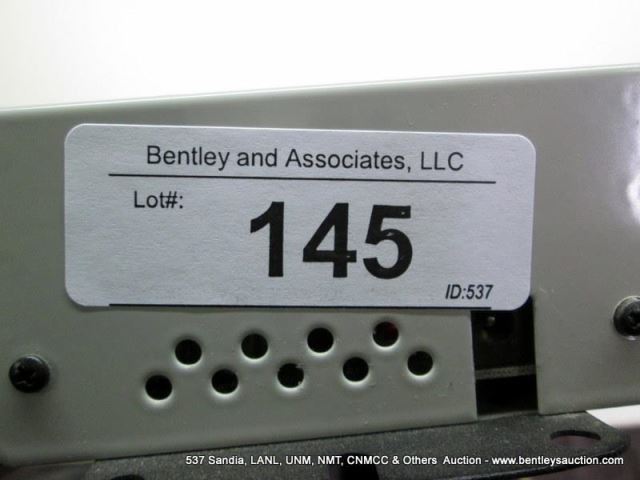 Bentley and Associates, LLC
Lot#:
145
ID:537
537 Sandia, LANL, UNM, NMT, CNMCC & Others Auction - www.bentleysauction.com